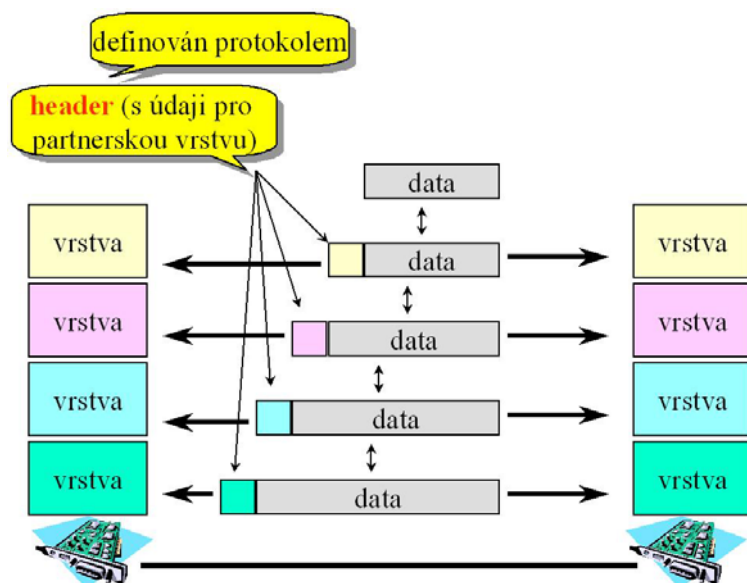 definován protokolem
header (s údaji pro
partnerskou vrstvu)
data
vrstva
data
vrstva
vrstva
data
vrstva
vrstva
data
vrstva
vrstva
data
vrstva